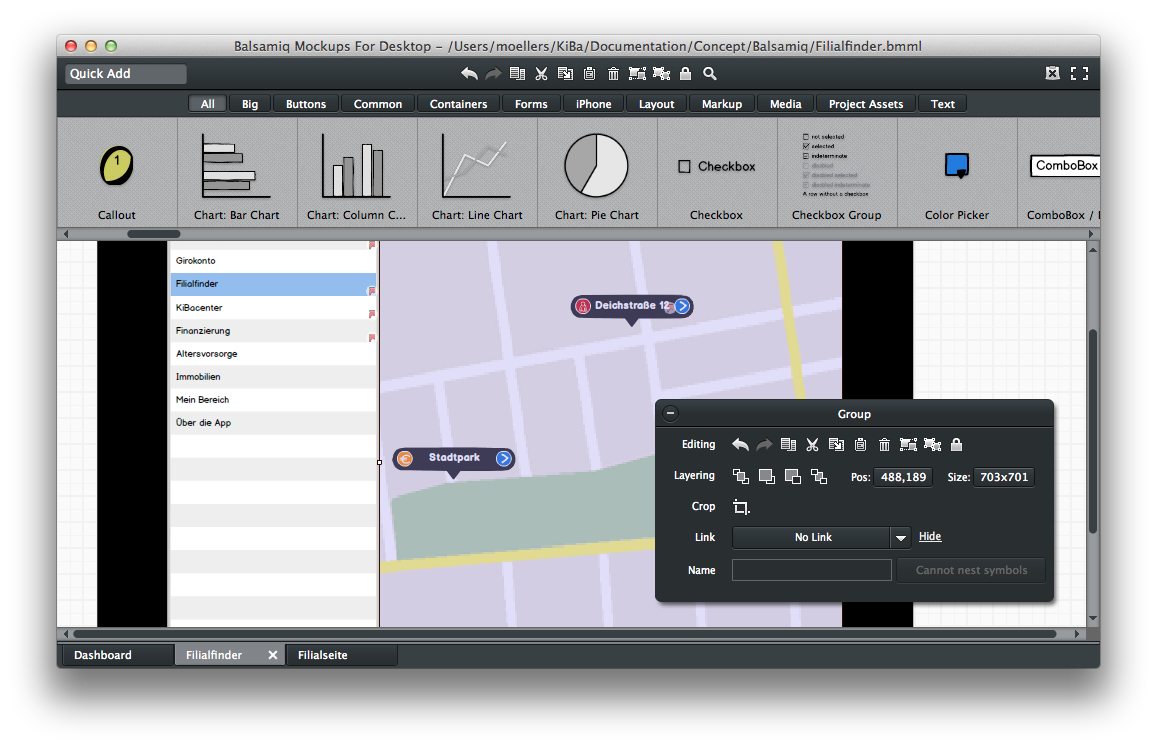 Balsamiq Mockups For Desktop – /Users/moellers/KiBa/Documentation/Concept/Balsamiq/Filialfinder.bmml
Quick Add
All Big Buttons Common Containers Forms iPhone Layout Markup Media Project Assets Text
1
Checkbox
not selected
selected
indeterminate
disabled
disabled selected
disabled indeterminate
A row without a checkbox
ComboBox
Callout Chart: Bar Chart Chart: Column C... Chart: Line Chart Chart: Pie Chart Checkbox Checkbox Group Color Picker ComboBox /
Girokonto
Filialfinder
KiBacenter
Finanzierung
Altersvorsorge
Immobilien
Mein Bereich
Über die App
Deichstraße 12
Stadtpark
€
Group
Editing
Layering Pos: 488,189 Size: 703x701
Crop
Link No Link Hide
Name Cannot nest symbols
Dashboard Filialfinder Filialseite